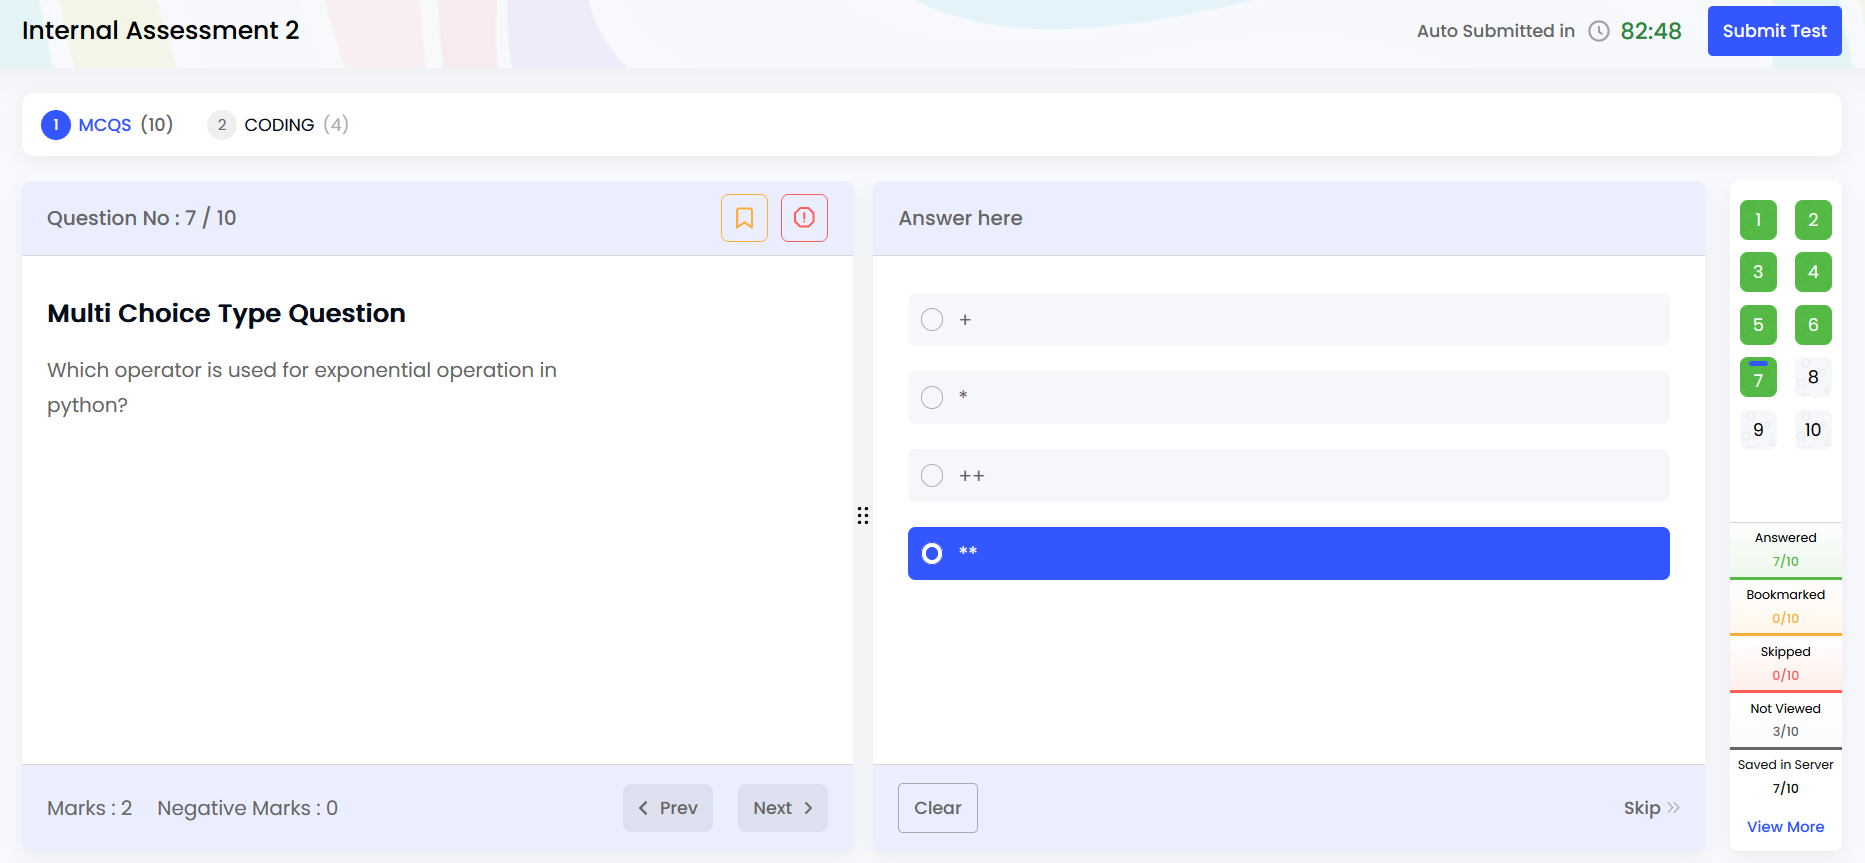 Internal Assessment 2
Auto Submitted in 82:48
Submit Test
1 MCQS (10)
2 CODING (4)
Question No : 7 / 10
Multi Choice Type Question
Which operator is used for exponential operation in
python?
Marks : 2
Negative Marks : 0
Prev
Next
Answer here
+
*
++
**
Clear
Skip
1 2
3 4
5 6
7 8
9 10
Answered
7/10
Bookmarked
0/10
Skipped
0/10
Not Viewed
3/10
Saved in Server
7/10
View More